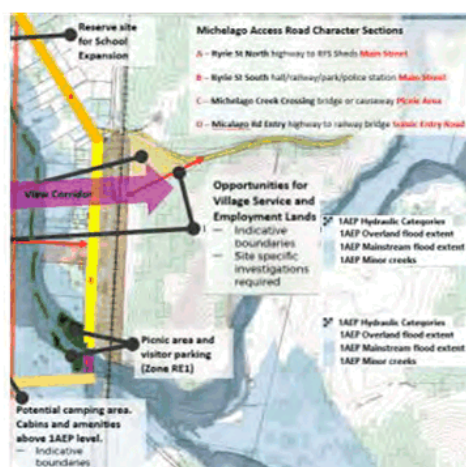 Reserve site
for School
Expansion
Michelago Access Road Character Sections
A – Ryrie St North highway to RFS Sheds Main Street
B – Ryrie St South hall/railway/park/police station Main Street
C – Michelago Creek Crossing bridge or causeway Picnic Area
D – Micalago Rd Entry highway to railway bridge Scenic Entry Road
View Corridor
Opportunities for
Village Service and
Employment Lands
— Indicative
boundaries
— Site specific
investigations
required
1AEP Hydraulic Categories
1AEP Overland flood extent
1AEP Mainstream flood extent
1AEP Minor creeks
Picnic area and
visitor parking
(Zone RE1)
1AEP Hydraulic Categories
1AEP Overland flood extent
1AEP Mainstream flood extent
1AEP Minor creeks
Potential camping area.
Cabins and amenities
above 1AEP level.
— Indicative
boundaries